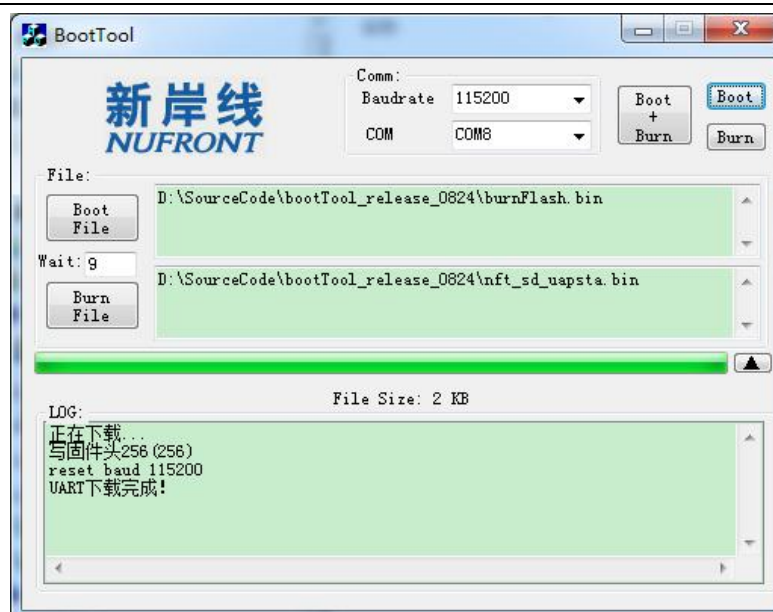 BootTool
新岸线
NUFRONT
Comm:
Baudrate 115200
COM COM8
Boot
+
Burn
Boot
Burn
File:
Boot
File
D:\SourceCode\bootTool_release_0824\burnFlash.bin
Wait: 9
Burn
File
D:\SourceCode\bootTool_release_0824\nft_sd_uapsta.bin
File Size: 2 KB
LOG:
正在下载...
写固件头256(256)
reset baud 115200
UART下载完成!